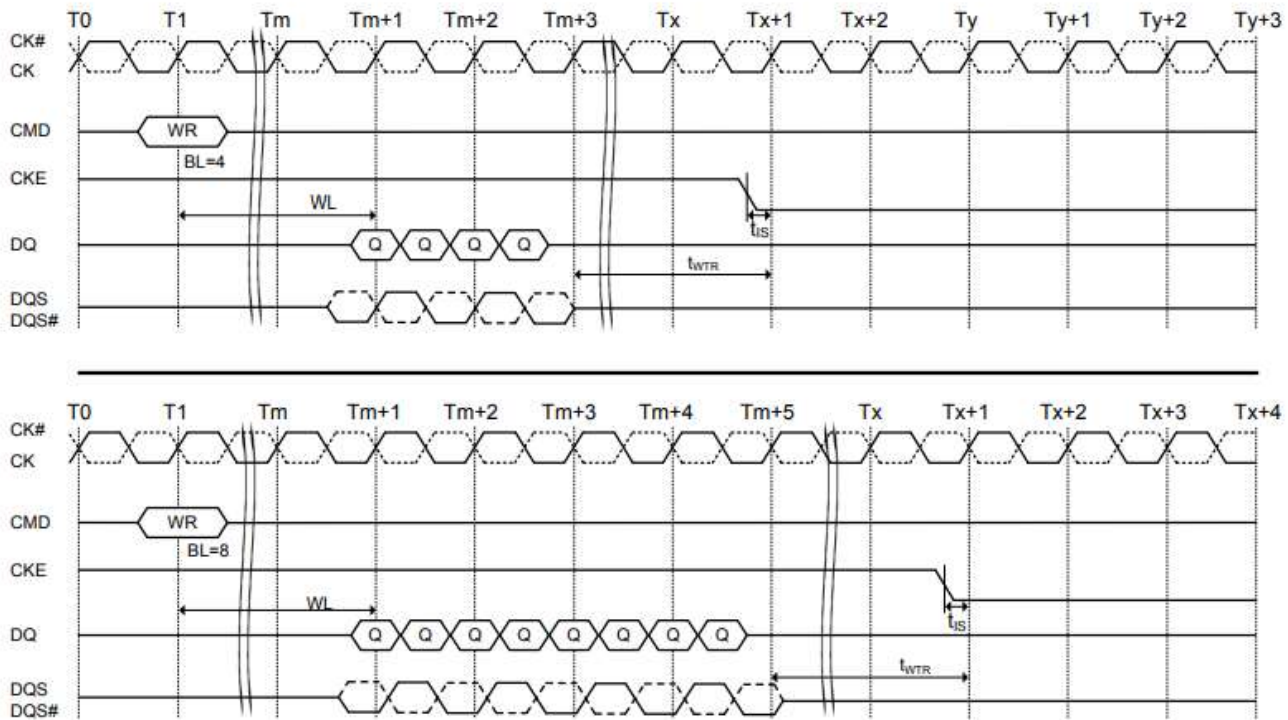 T0 T1 Tm Tm+1 Tm+2 Tm+3 Tx Tx+1 Tx+2 Ty Ty+1 Ty+2 Ty+3
CK#
CK
CMD WR
BL=4
CKE
WL
tIS
DQ Q Q Q Q
tWTR
DQS
DQS#
T0 T1 Tm Tm+1 Tm+2 Tm+3 Tm+4 Tm+5 Tx Tx+1 Tx+2 Tx+3 Tx+4
CK#
CK
CMD WR
BL=8
CKE
WL
tIS
DQ Q Q Q Q Q Q Q Q
tWTR
DQS
DQS#